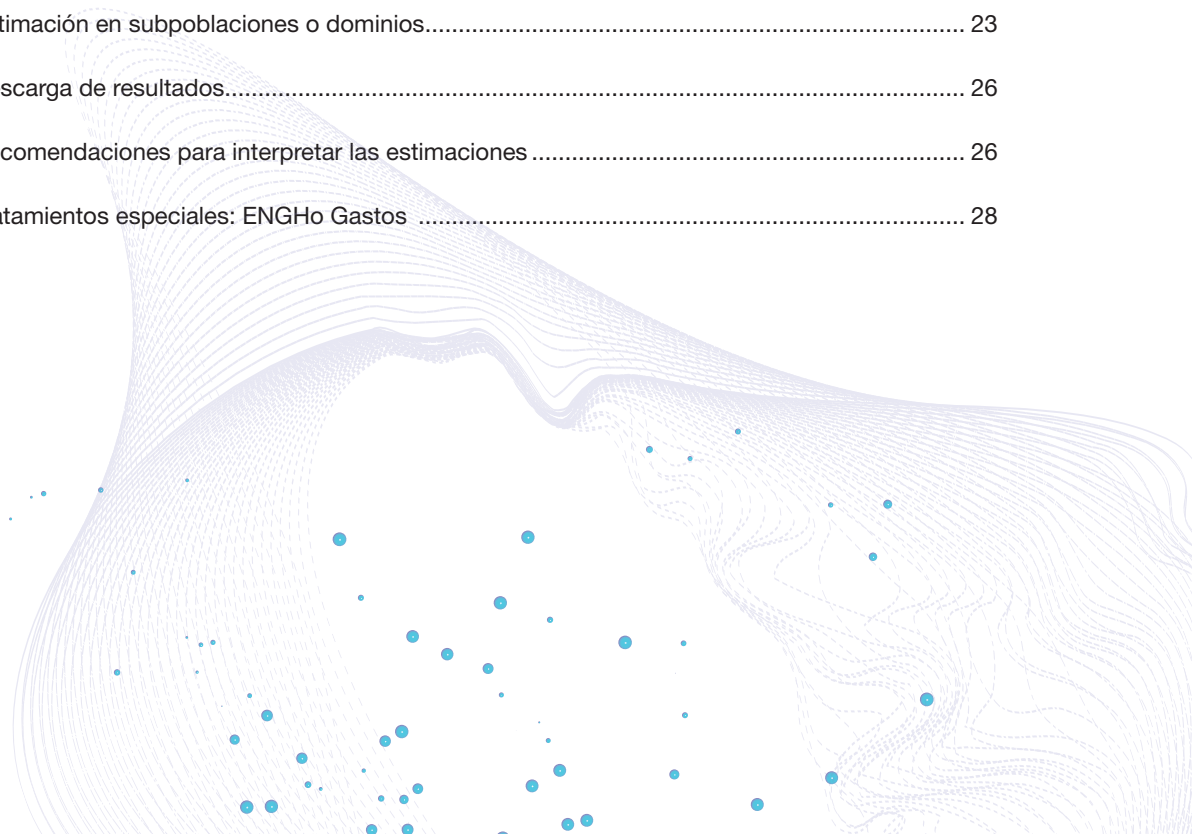 timación en subpoblaciones o dominios.................................................................................. 23
scarga de resultados................................................................................................................ 26
comendaciones para interpretar las estimaciones .................................................................. 26
atamientos especiales: ENGHo Gastos ................................................................................... 28